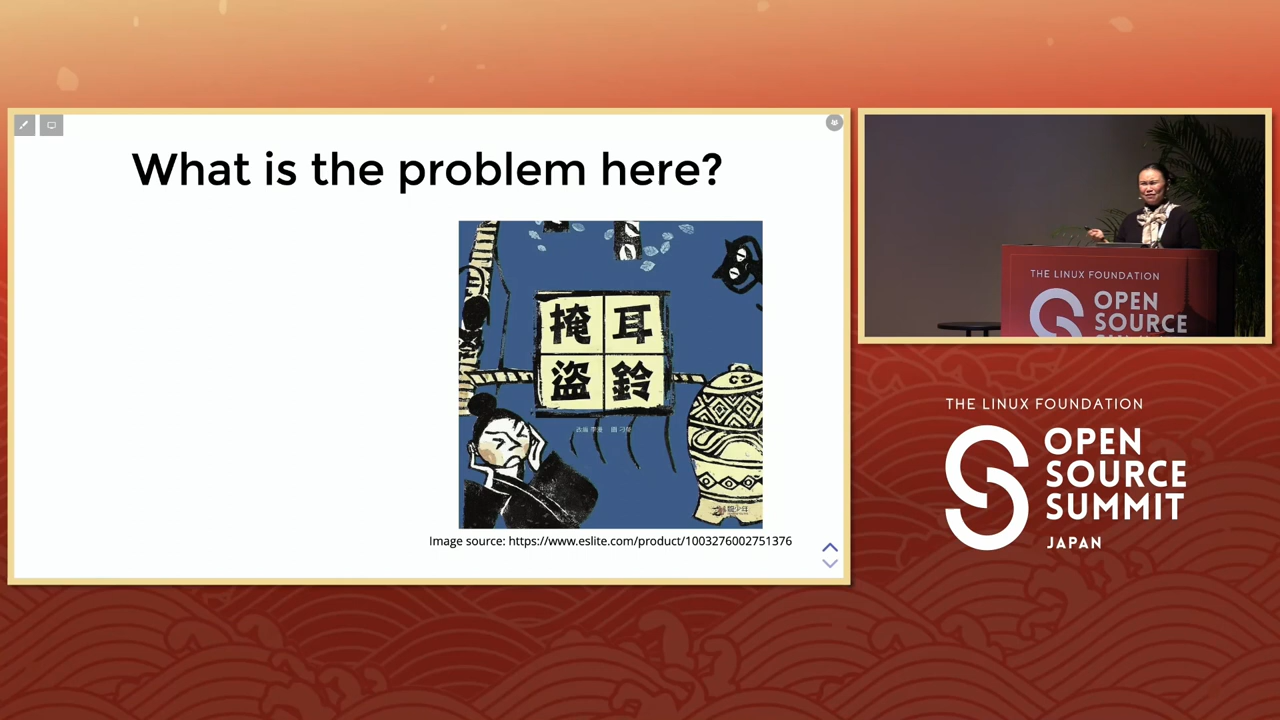 What is the problem here?
掩耳
盜鈴
Image source: https://www.eslite.com/product/1003276002751376
THE LINUX FOUNDATION
OPEN
SOURCE
THE LINUX FOUNDATION
OPEN
SOURCE
SUMMIT
JAPAN